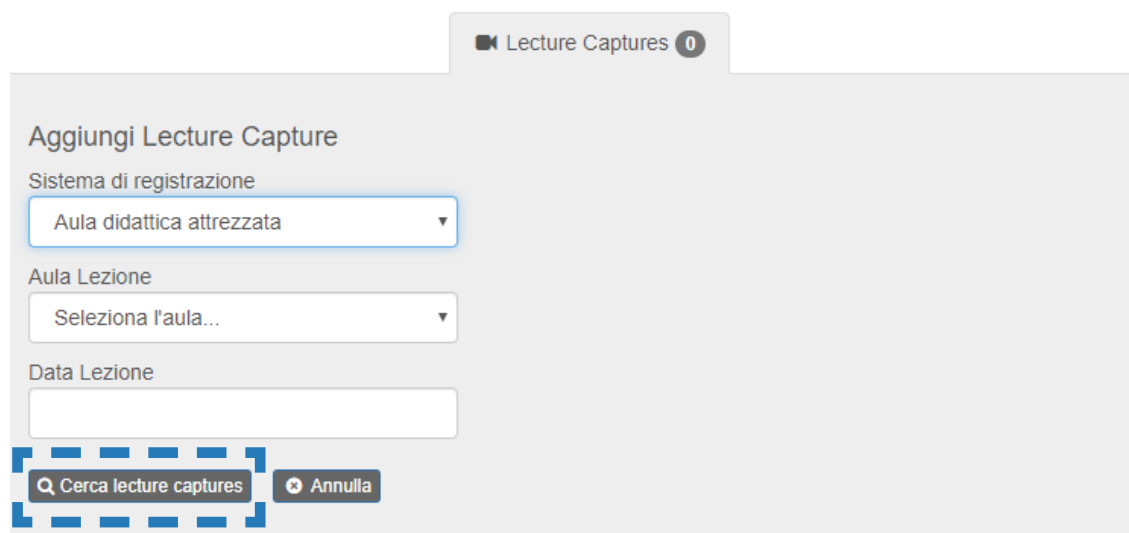 Lecture Captures 0
Aggiungi Lecture Capture
Sistema di registrazione
Aula didattica attrezzata
Aula Lezione
Seleziona l'aula...
Data Lezione
Cerca lecture captures Annulla